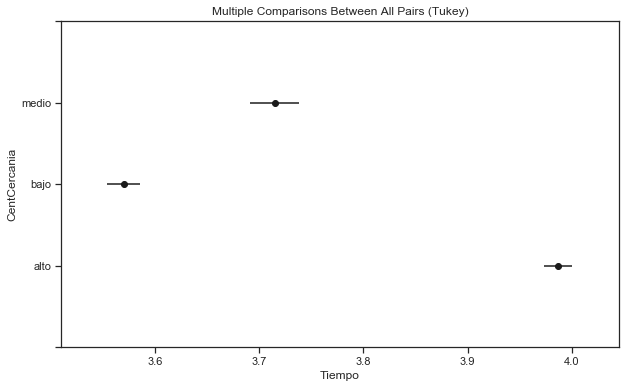 Multiple Comparisons Between All Pairs (Tukey)
medio
bajo
alto
CentCercania
3.6 3.7 3.8 3.9 4.0
Tiempo